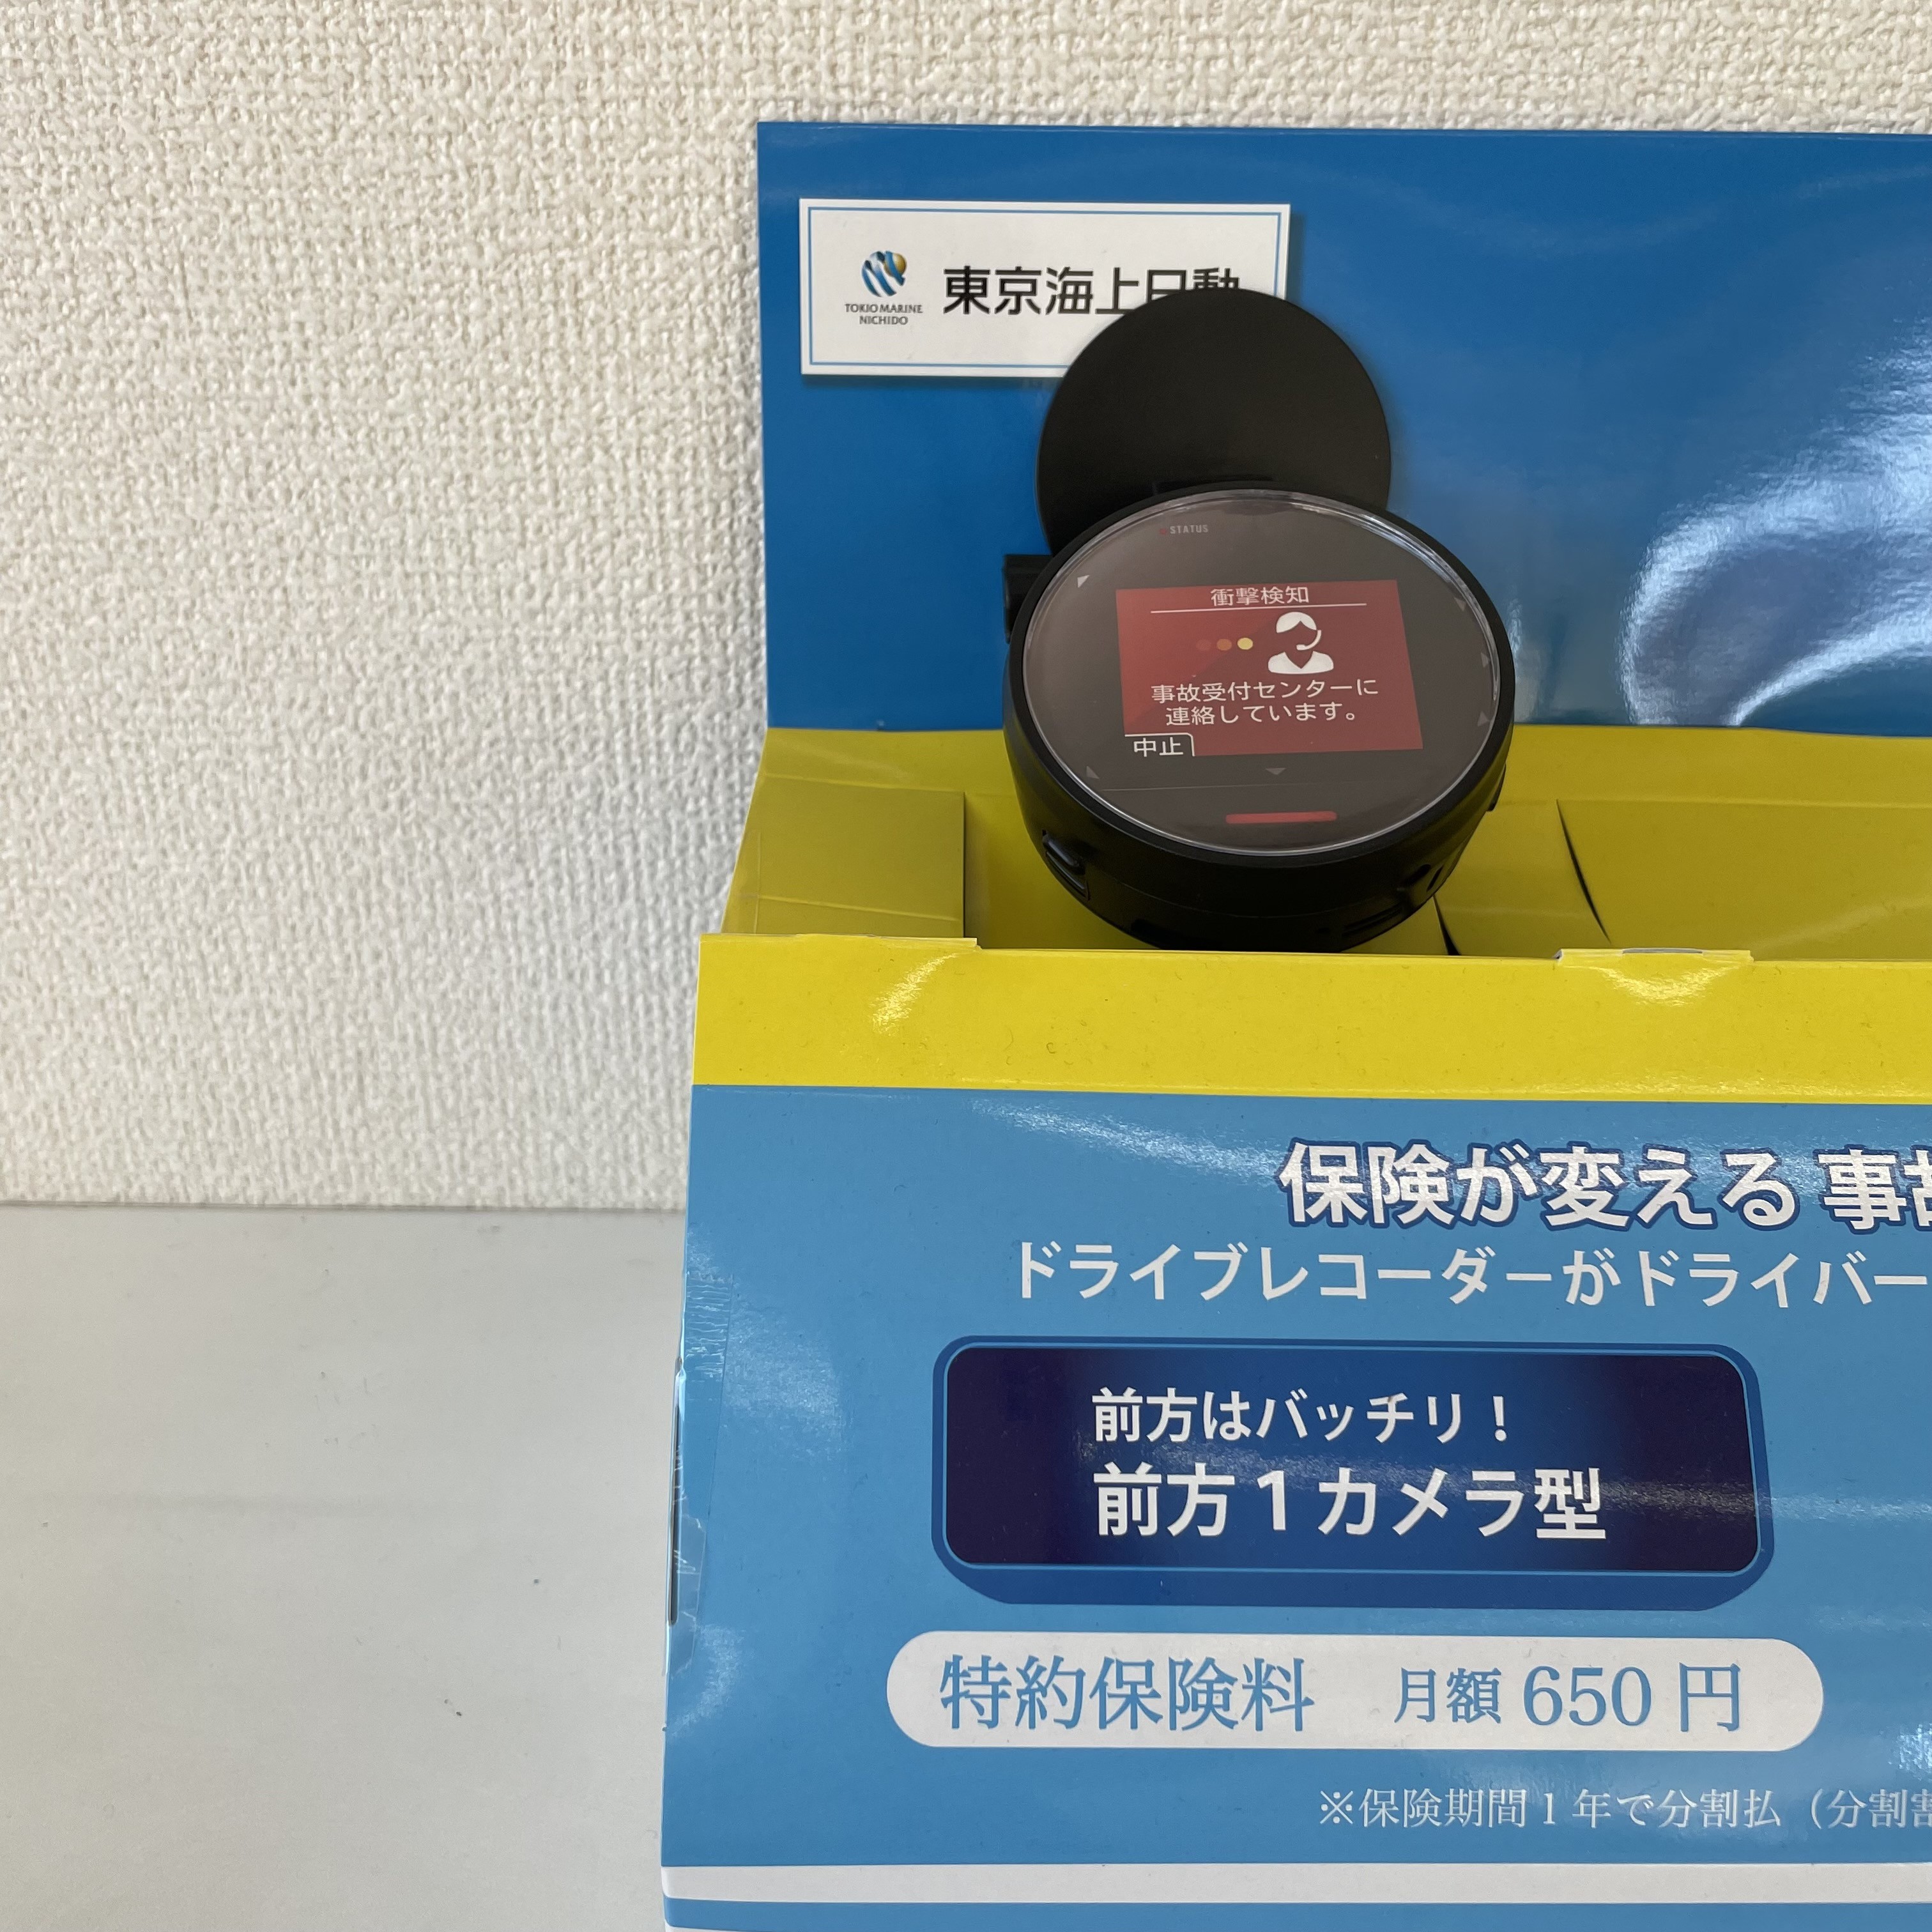 TOKIO MARINE
NICHIDO
東京海上日動
STATUS
衝撃検知
事故受付センターに
連絡しています。
中止
保険が変える 事故
ドライブレコーダーがドライバー
前方はバッチリ！
前方1カメラ型
特約保険料 月額 650 円
※保険期間 1 年で分割払（分割割